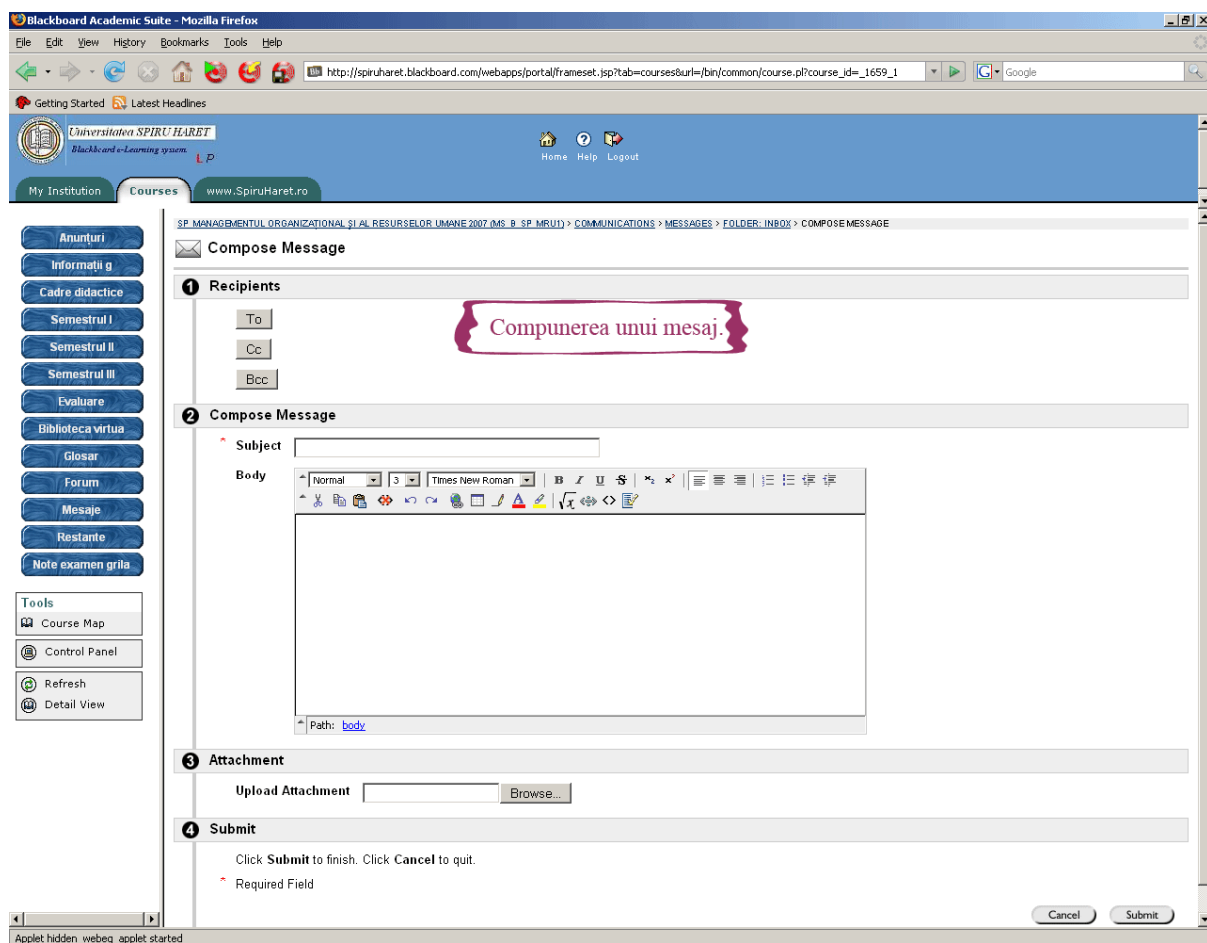 Blackboard Academic Suite - Mozilla Firefox
File Edit View History Bookmarks Tools Help
http://spiruharet.blackboard.com/webapps/portal/frameset.jsp?tab=courses&url=/bin/common/course.pl?course_id=_1659_1
G Google
Getting Started Latest Headlines
Universitatea SPIRU HARET
Blackboard e-Learning system
L P
Home Help Logout
My Institution Courses www.SpiruHaret.ro
SP MANAGEMENTUL ORGANIZAȚIONAL ȘI AL RESURSELOR UMANE 2007 (MS_B_SP_MRU1) > COMMUNICATIONS > MESSAGES > FOLDER: INBOX > COMPOSE MESSAGE
Anunțuri
Informații g
Cadre didactice
Semestrul I
Semestrul II
Semestrul III
Evaluare
Biblioteca virtua
Glosar
Forum
Mesaje
Restante
Note examen grila
Tools
Course Map
Control Panel
Refresh
Detail View
Compose Message
1 Recipients
To
Cc
Bcc
Compunerea unui mesaj.
2 Compose Message
* Subject
Body
Normal 3 Times New Roman B I U S
Path: body
3 Attachment
Upload Attachment Browse...
4 Submit
Click Submit to finish. Click Cancel to quit.
* Required Field
Cancel Submit
Applet hidden_webeq_applet started